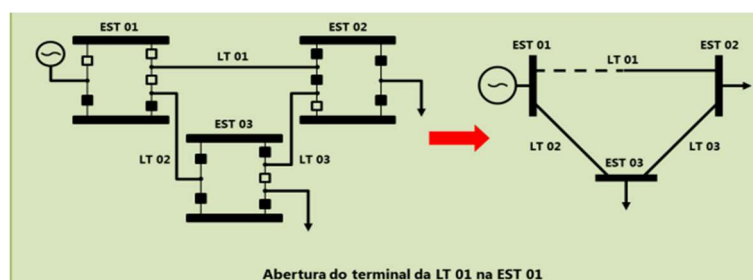 EST 01
EST 02
LT 01
EST 03
LT 02
LT 03
EST 01
EST 02
LT 01
LT 02
LT 03
EST 03
Abertura do terminal da LT 01 na EST 01